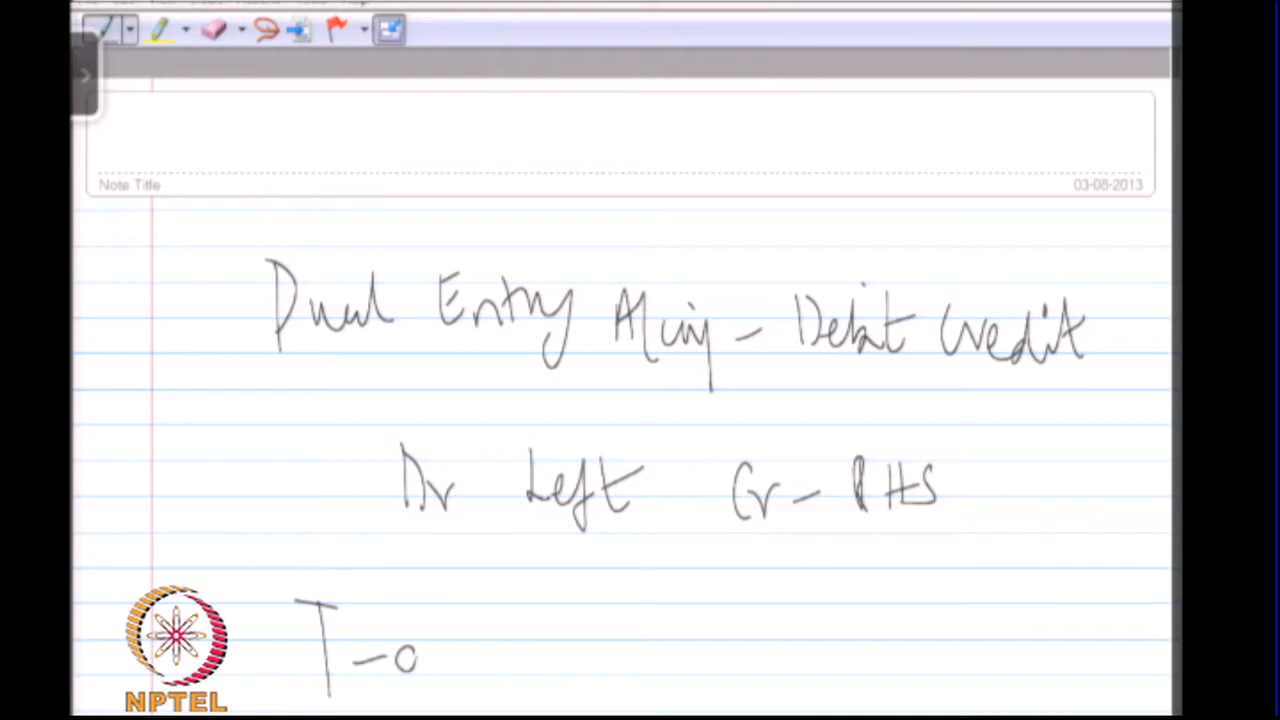 Note Title
03-08-2013
Dual Entry A/cing - Debit Credit
Dr Left Cr - RHS
T - a
NPTEL